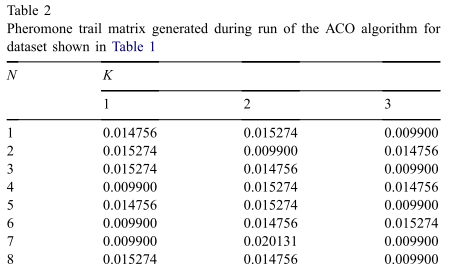 Table 2
Pheromone trail matrix generated during run of the ACO algorithm for
dataset shown in Table 1
N K
1 2 3
1 0.014756 0.015274 0.009900
2 0.015274 0.009900 0.014756
3 0.015274 0.014756 0.009900
4 0.009900 0.015274 0.014756
5 0.014756 0.015274 0.009900
6 0.009900 0.014756 0.015274
7 0.009900 0.020131 0.009900
8 0.015274 0.014756 0.009900